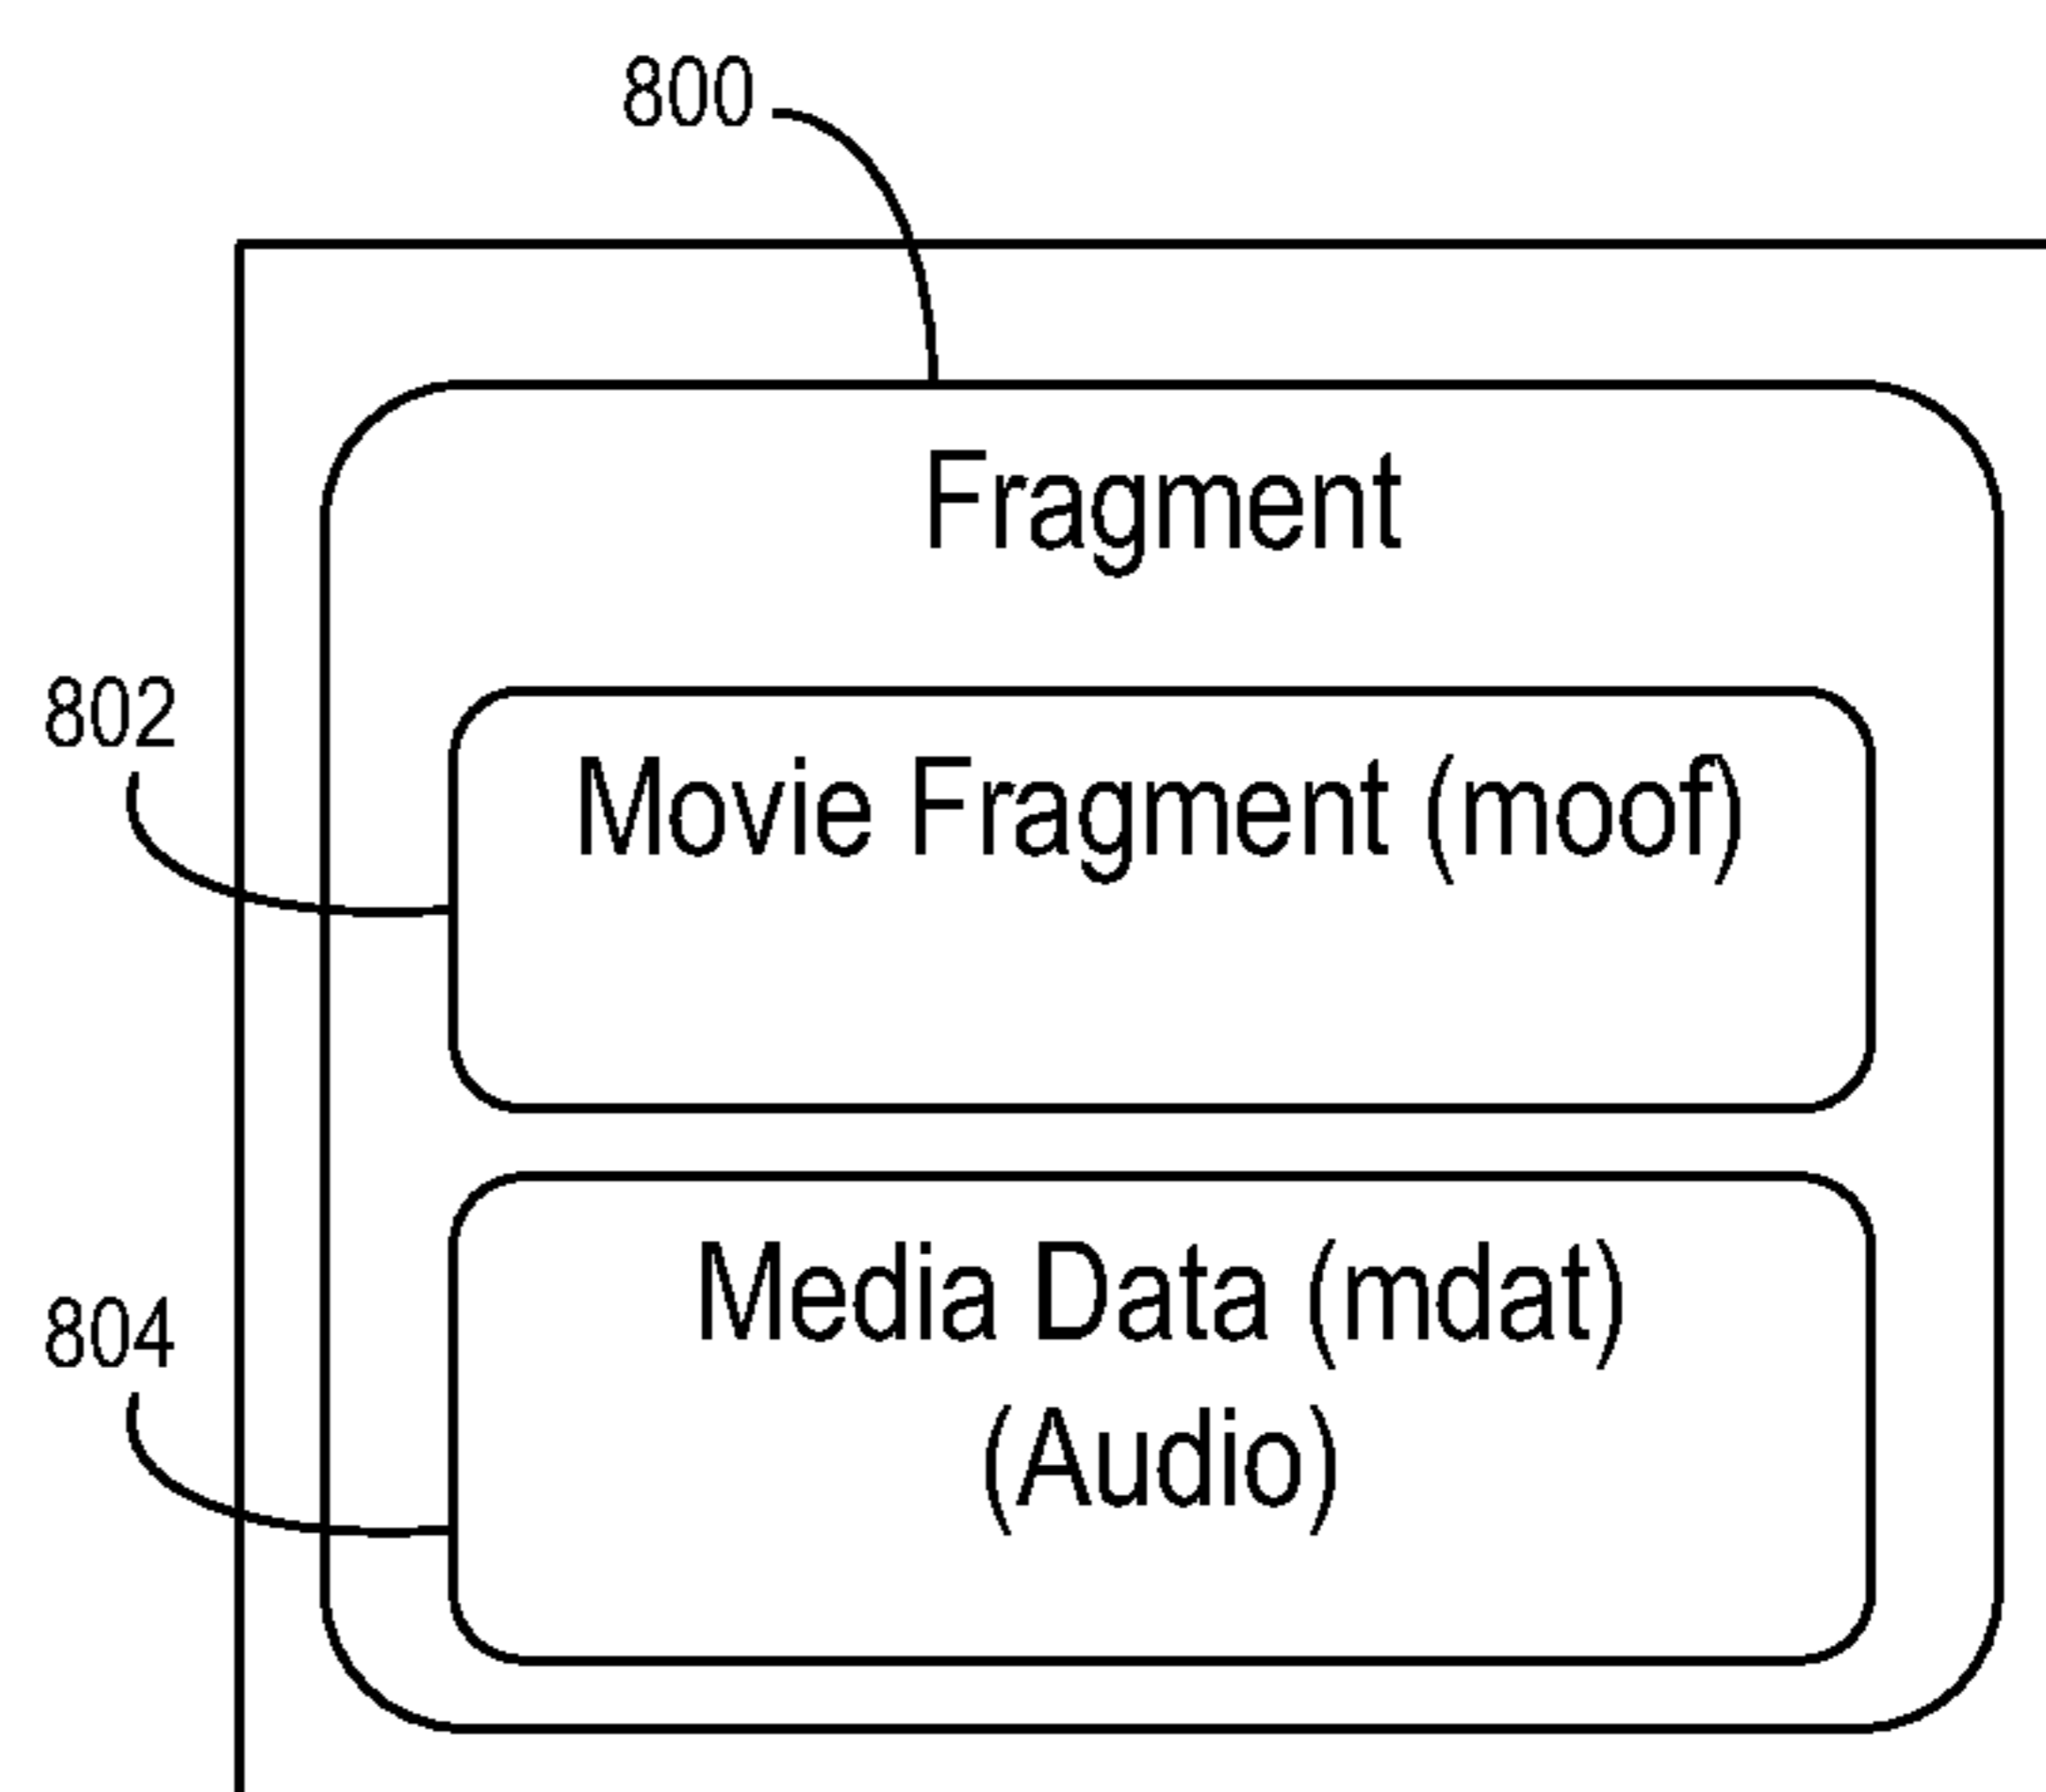 800
Fragment
802
Movie Fragment (moof)
804
Media Data (mdat)
(Audio)